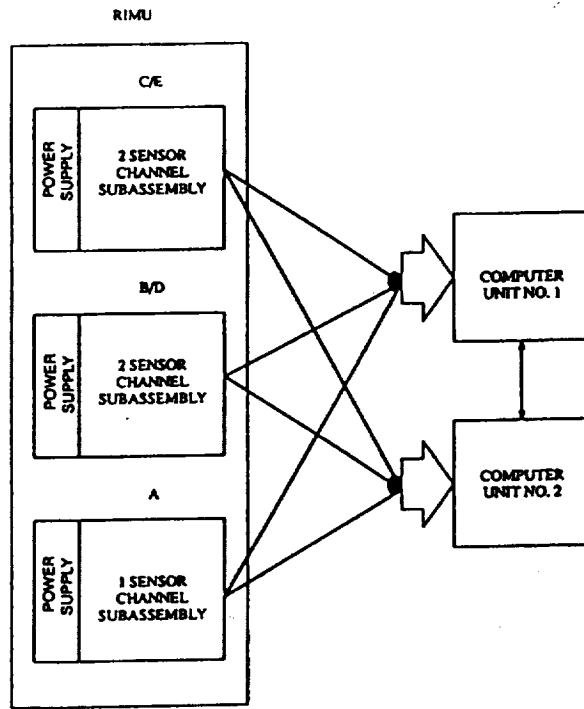 RIMU
C/E
POWER
SUPPLY
2 SENSOR
CHANNEL
SUBASSEMBLY
COMPUTER
UNIT NO. 1
B/D
POWER
SUPPLY
2 SENSOR
CHANNEL
SUBASSEMBLY
COMPUTER
UNIT NO. 2
A
POWER
SUPPLY
1 SENSOR
CHANNEL
SUBASSEMBLY